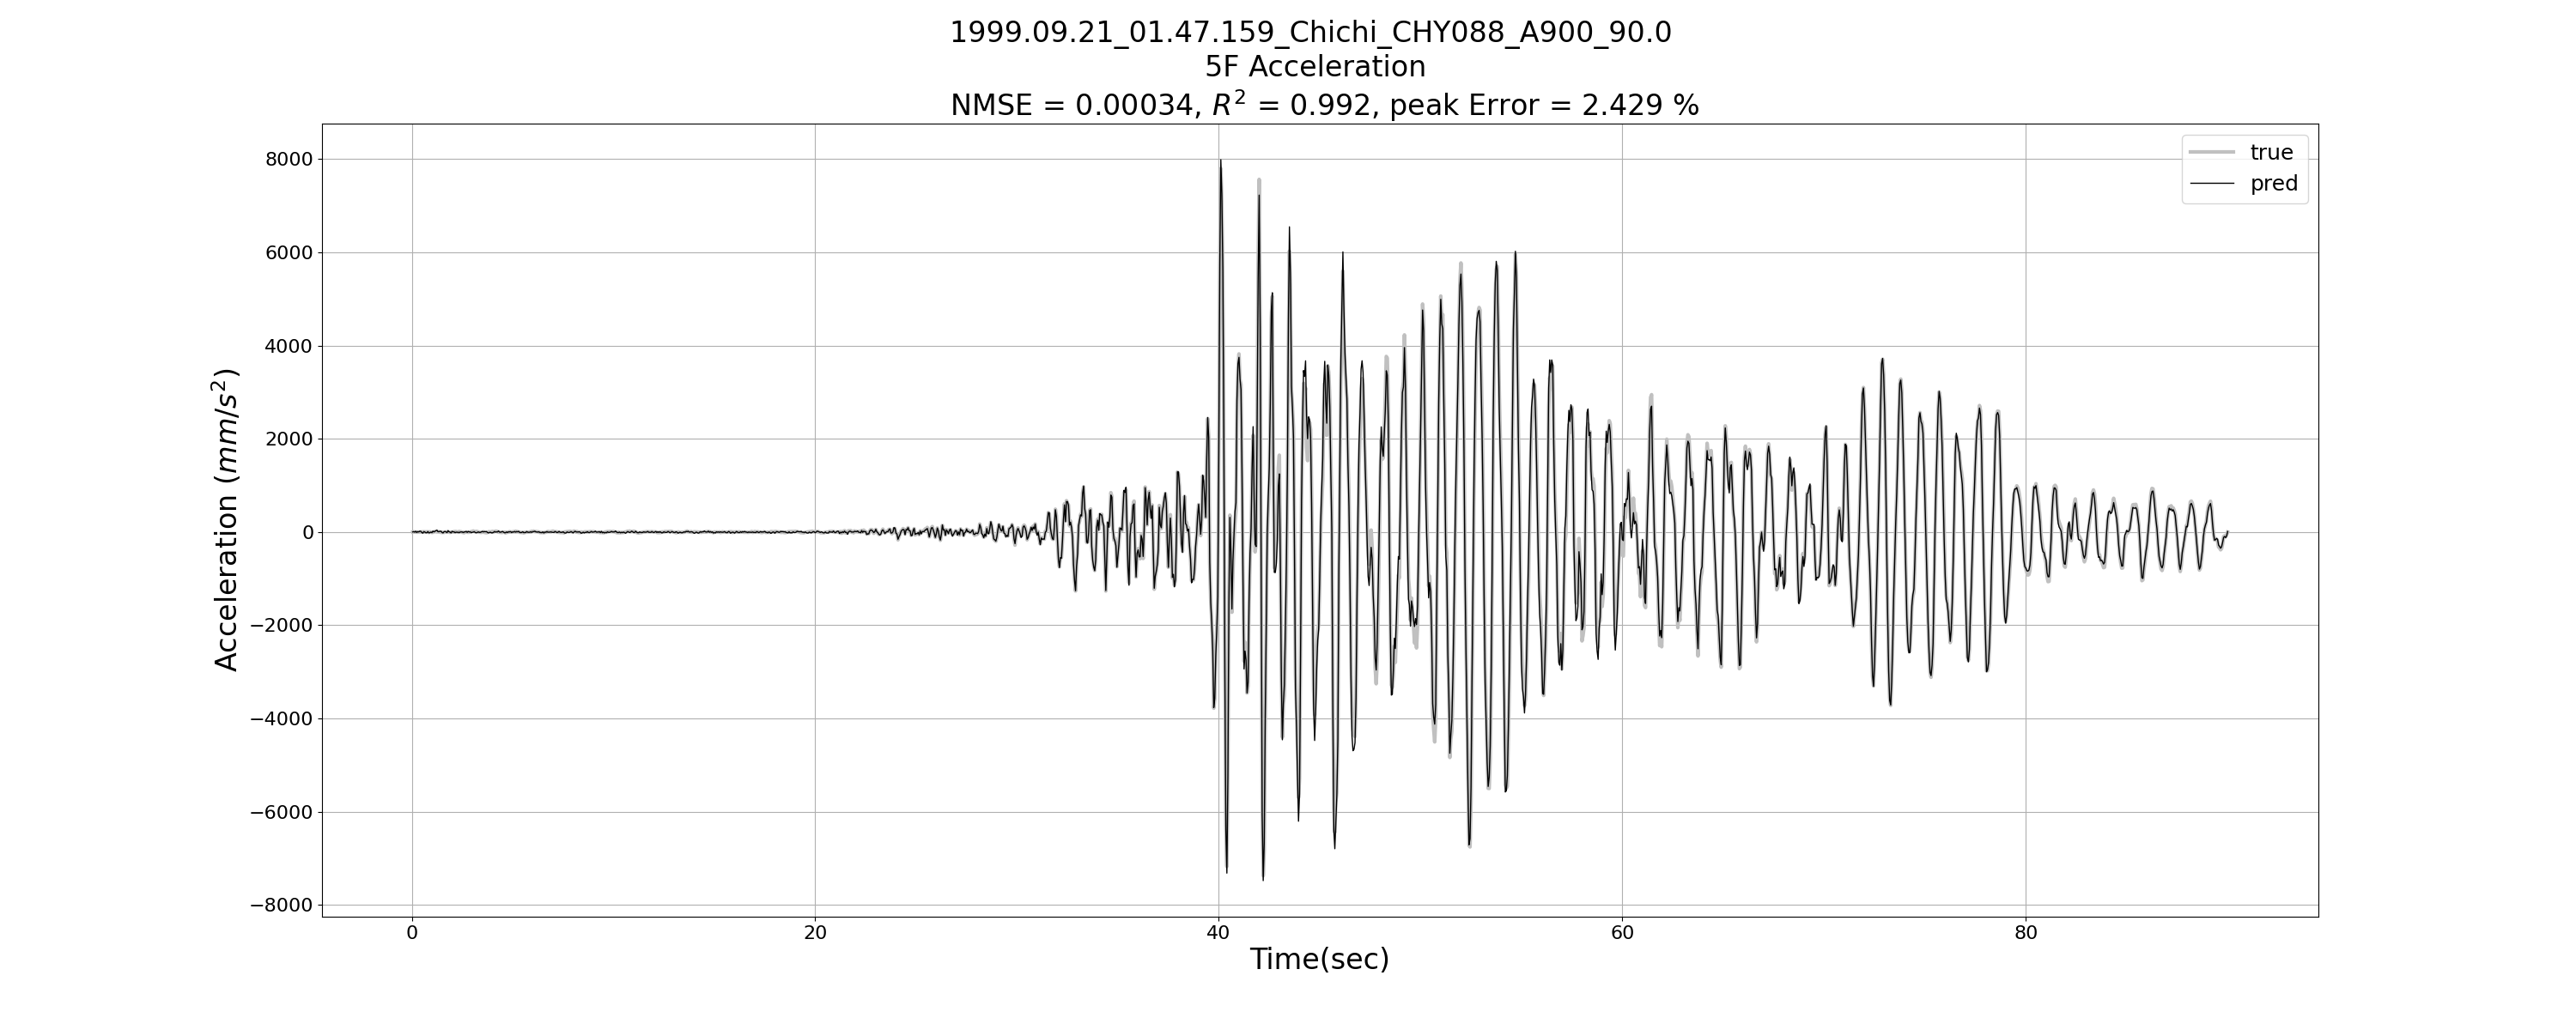 1999.09.21_01.47.159_Chichi_CHY088_A900_90.0
5F Acceleration
NMSE = 0.00034, R² = 0.992, peak Error = 2.429 %
true
pred
8000
6000
4000
2000
0
−2000
−4000
−6000
−8000
Acceleration (mm/s²)
0 20 40 60 80
Time(sec)